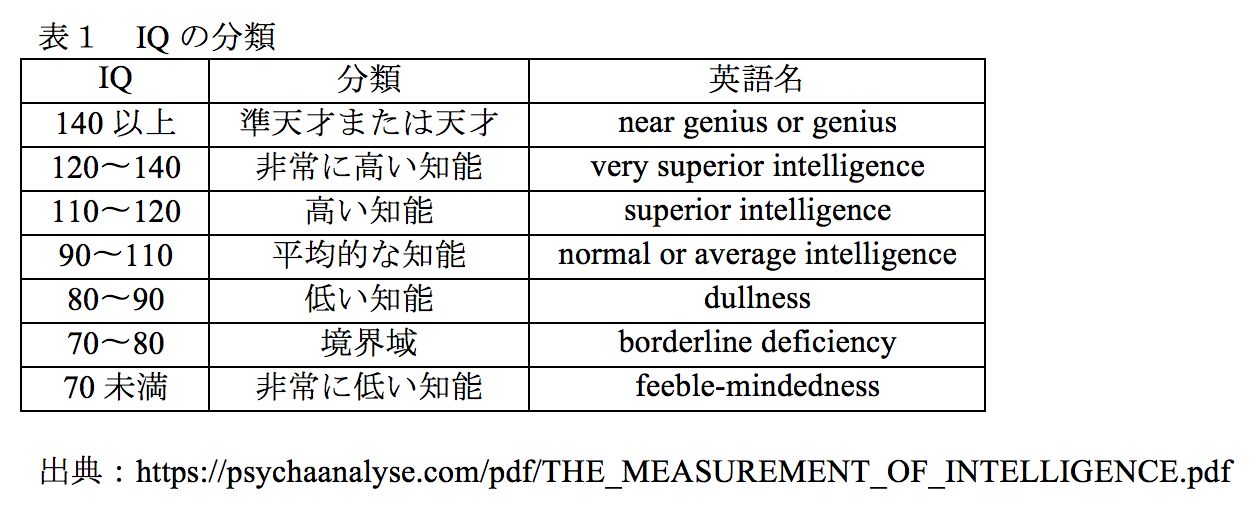 表１　IQ の分類
IQ 分類 英語名
140 以上 準天才または天才 near genius or genius
120〜140 非常に高い知能 very superior intelligence
110〜120 高い知能 superior intelligence
90〜110 平均的な知能 normal or average intelligence
80〜90 低い知能 dullness
70〜80 境界域 borderline deficiency
70 未満 非常に低い知能 feeble-mindedness
出典：https://psychaanalyse.com/pdf/THE_MEASUREMENT_OF_INTELLIGENCE.pdf